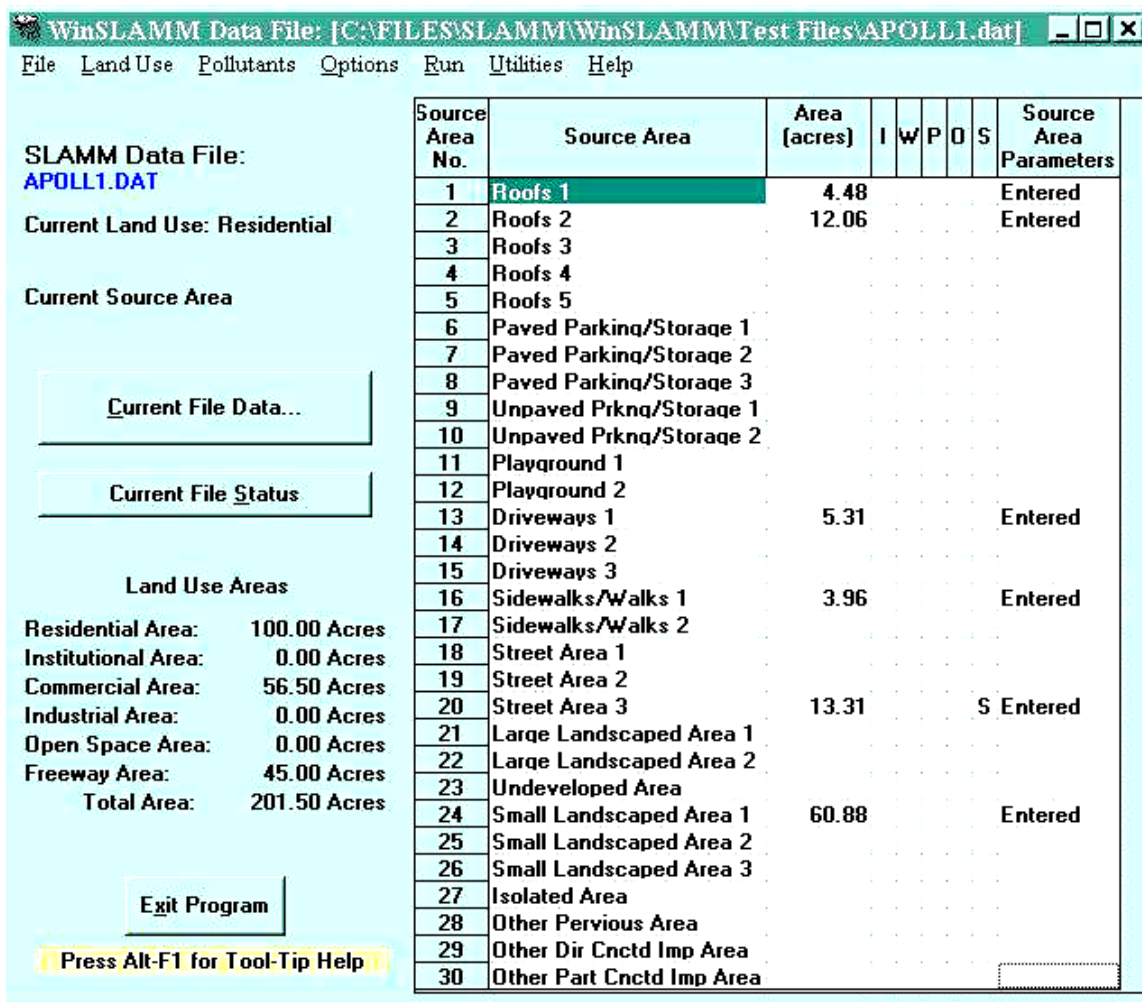 WinSLAMM Data File: [C:\FILES\SLAMM\WinSLAMM\Test Files\APOLL1.dat]
File Land Use Pollutants Options Run Utilities Help
SLAMM Data File:
APOLL1.DAT
Current Land Use: Residential
Current Source Area
Current File Data...
Current File Status
Land Use Areas
Residential Area: 100.00 Acres
Institutional Area: 0.00 Acres
Commercial Area: 56.50 Acres
Industrial Area: 0.00 Acres
Open Space Area: 0.00 Acres
Freeway Area: 45.00 Acres
Total Area: 201.50 Acres
Exit Program
Press Alt-F1 for Tool-Tip Help
Source Area No. Source Area Area (acres) I W P O S Source Area Parameters
1 Roofs 1 4.48 Entered
2 Roofs 2 12.06 Entered
3 Roofs 3
4 Roofs 4
5 Roofs 5
6 Paved Parking/Storage 1
7 Paved Parking/Storage 2
8 Paved Parking/Storage 3
9 Unpaved Prkng/Storage 1
10 Unpaved Prkng/Storage 2
11 Playground 1
12 Playground 2
13 Driveways 1 5.31 Entered
14 Driveways 2
15 Driveways 3
16 Sidewalks/Walks 1 3.96 Entered
17 Sidewalks/Walks 2
18 Street Area 1
19 Street Area 2
20 Street Area 3 13.31 S Entered
21 Large Landscaped Area 1
22 Large Landscaped Area 2
23 Undeveloped Area
24 Small Landscaped Area 1 60.88 Entered
25 Small Landscaped Area 2
26 Small Landscaped Area 3
27 Isolated Area
28 Other Pervious Area
29 Other Dir Cnctd Imp Area
30 Other Part Cnctd Imp Area